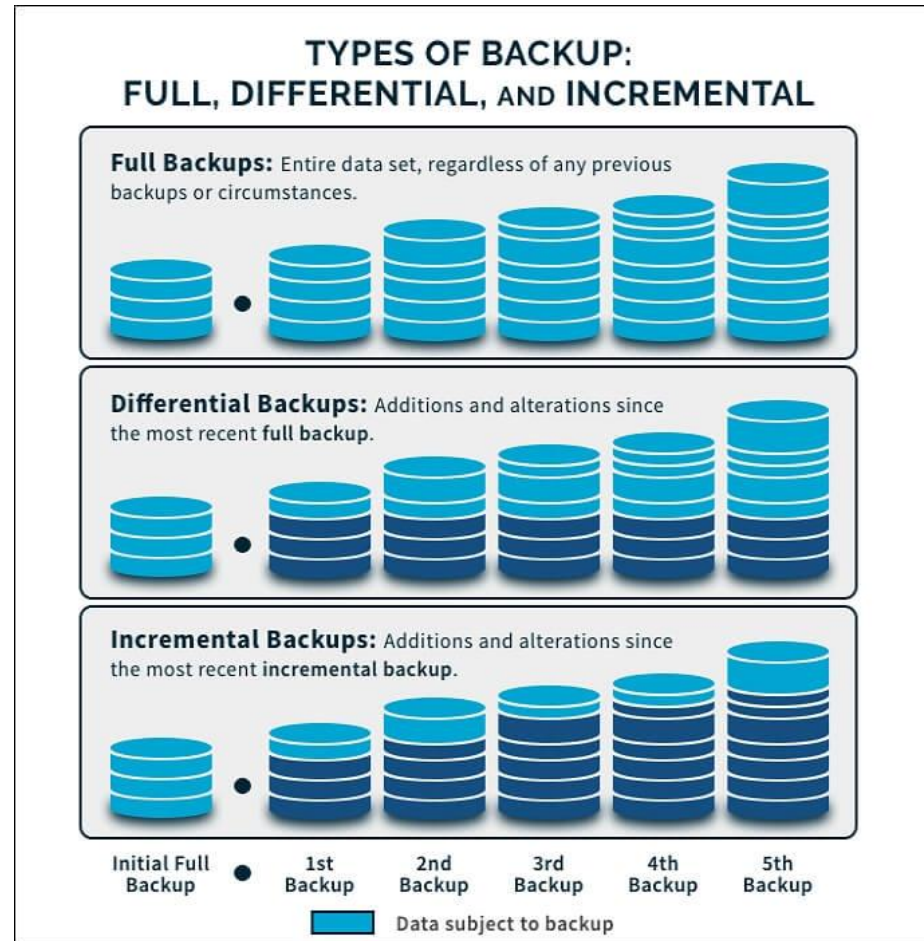 TYPES OF BACKUP:
FULL, DIFFERENTIAL, AND INCREMENTAL
Full Backups: Entire data set, regardless of any previous
backups or circumstances.
Differential Backups: Additions and alterations since
the most recent full backup.
Incremental Backups: Additions and alterations since
the most recent incremental backup.
Initial Full
Backup
1st
Backup
2nd
Backup
3rd
Backup
4th
Backup
5th
Backup
Data subject to backup